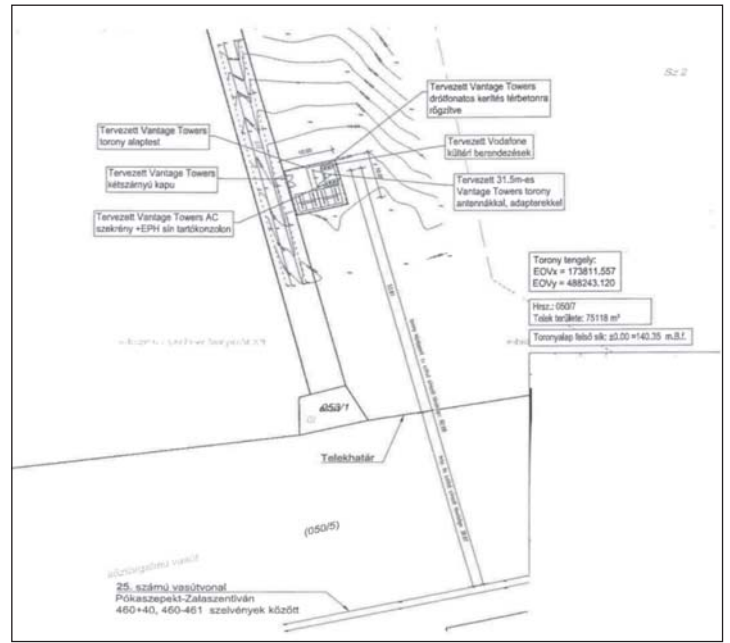 Sz 2
Tervezett Vantage Towers
drótfonatos kerítés térbetonra
rögzítve
Tervezett Vantage Towers
torony alaptest
Tervezett Vodafone
kültéri berendezések
Tervezett Vantage Towers
kétszárnyú kapu
Tervezett 31.5m-es
Vantage Towers torony
antennákkal, adapterekkel
Tervezett Vantage Towers AC
szekrény +EPH sín tartókonzolon
Torony tengely:
EOVx = 173811.557
EOVy = 488243.120
Hrsz.: 050/7
Telek területe: 75118 m²
Toronyalap felső sík: ±0.00 =140.35 m.B.f.
053/1
Telekhatár
(050/5)
közforgalmú vasút
25. számú vasútvonal
Pókaszepekt-Zalaszentiván
460+40, 460-461 szelvények között